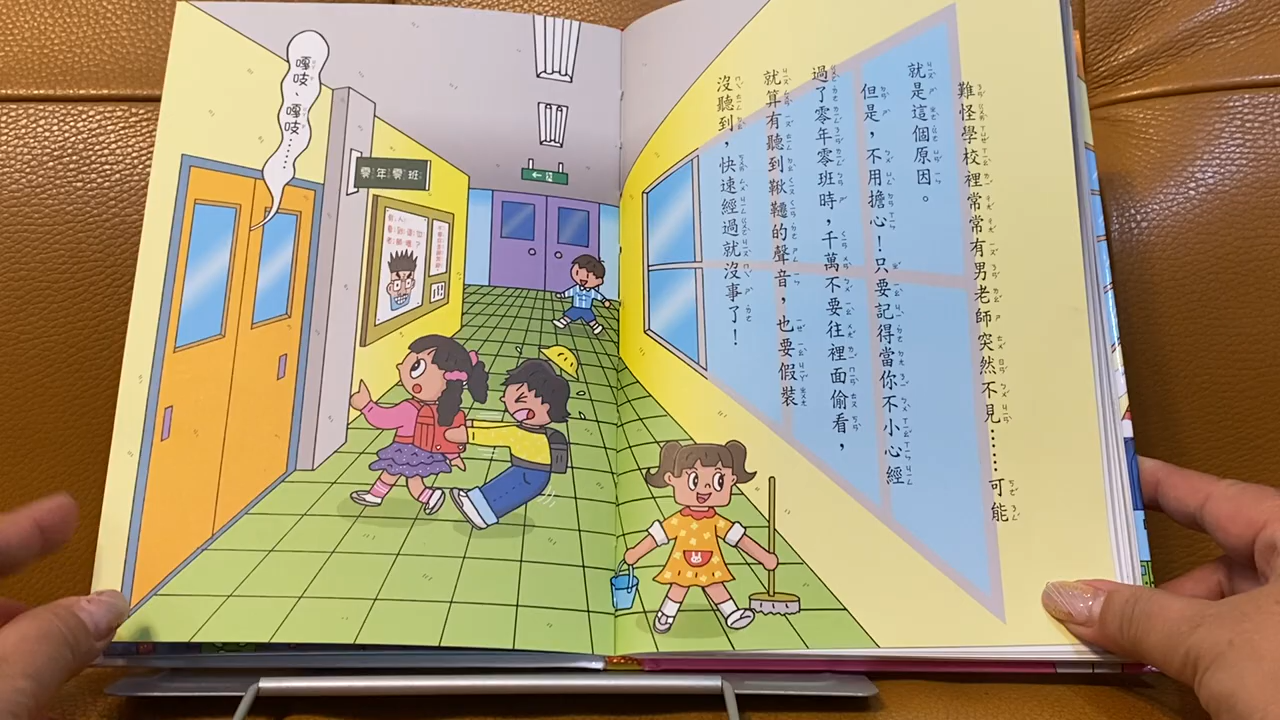 難怪學校裡常常有男老師突然不見……可能
就是這個原因。
但是，不用擔心！只要記得當你不小心經
過了零年零班時，千萬不要往裡面偷看，
就算有聽到鞦韆的聲音，也要假裝
沒聽到，快速經過就沒事了！
嘎吱、嘎吱……
零年零班